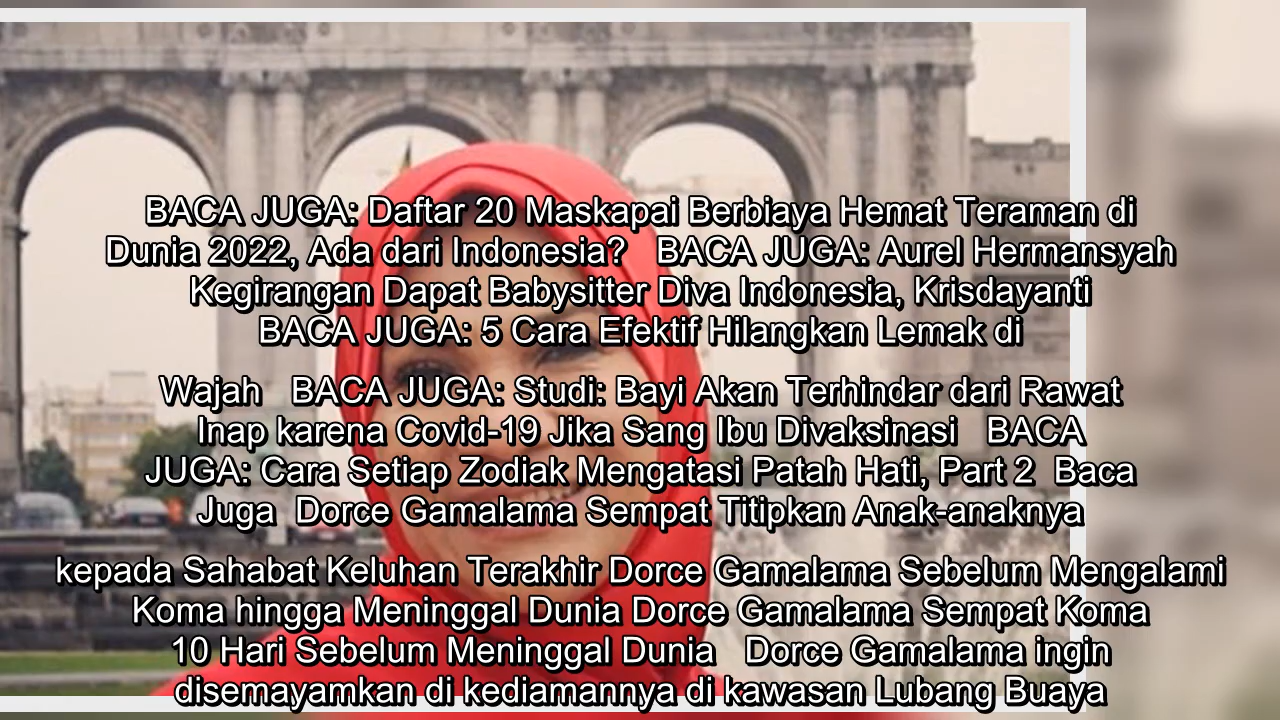 BACA JUGA: Daftar 20 Maskapai Berbiaya Hemat Teraman di
Dunia 2022, Ada dari Indonesia?   BACA JUGA: Aurel Hermansyah
Kegirangan Dapat Babysitter Diva Indonesia, Krisdayanti
BACA JUGA: 5 Cara Efektif Hilangkan Lemak di
Wajah   BACA JUGA: Studi: Bayi Akan Terhindar dari Rawat
Inap karena Covid-19 Jika Sang Ibu Divaksinasi   BACA
JUGA: Cara Setiap Zodiak Mengatasi Patah Hati, Part 2  Baca
Juga  Dorce Gamalama Sempat Titipkan Anak-anaknya
kepada Sahabat Keluhan Terakhir Dorce Gamalama Sebelum Mengalami
Koma hingga Meninggal Dunia Dorce Gamalama Sempat Koma
10 Hari Sebelum Meninggal Dunia   Dorce Gamalama ingin
disemayamkan di kediamannya di kawasan Lubang Buaya